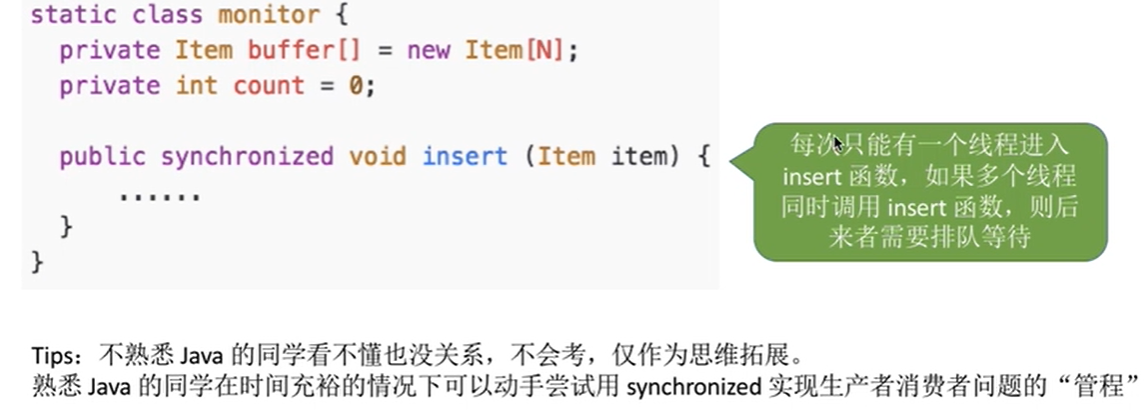 static class monitor {
private Item buffer[] = new Item[N];
private int count = 0;
public synchronized void insert (Item item) {
......
}
}
每次只能有一个线程进入
insert 函数，如果多个线程
同时调用 insert 函数，则后
来者需要排队等待
Tips：不熟悉 Java 的同学看不懂也没关系，不会考，仅作为思维拓展。
熟悉 Java 的同学在时间充裕的情况下可以动手尝试用 synchronized 实现生产者消费者问题的“管程”